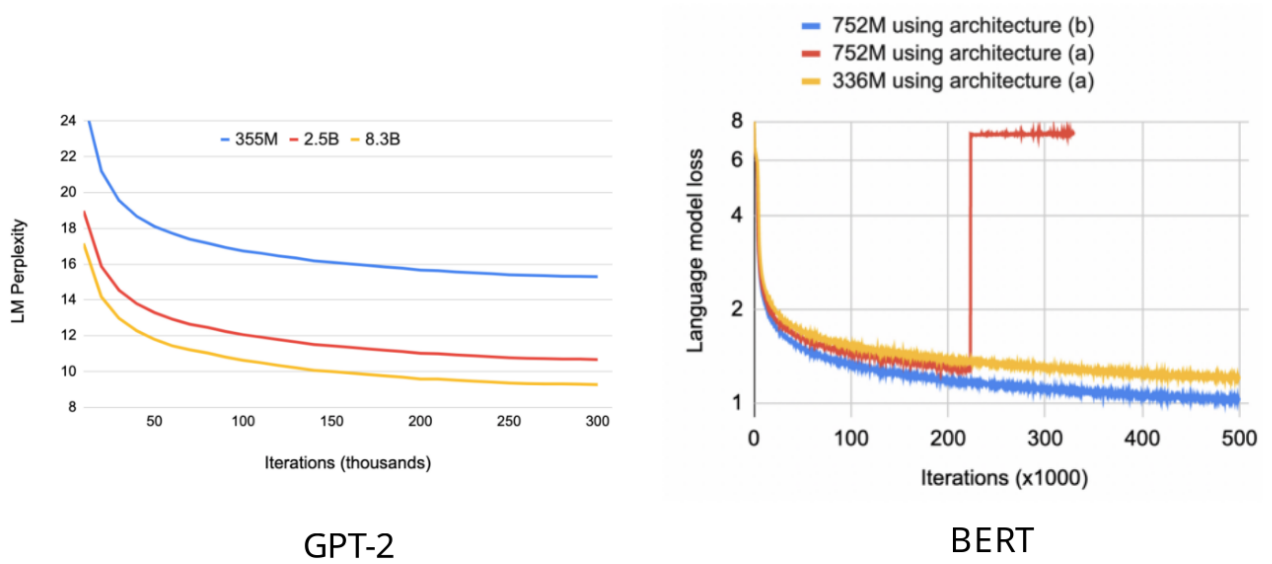 355M 2.5B 8.3B
24
22
20
18
16
14
12
10
8
LM Perplexity
50 100 150 200 250 300
Iterations (thousands)
GPT-2
752M using architecture (b)
752M using architecture (a)
336M using architecture (a)
8
6
4
2
1
Language model loss
0 100 200 300 400 500
Iterations (x1000)
BERT